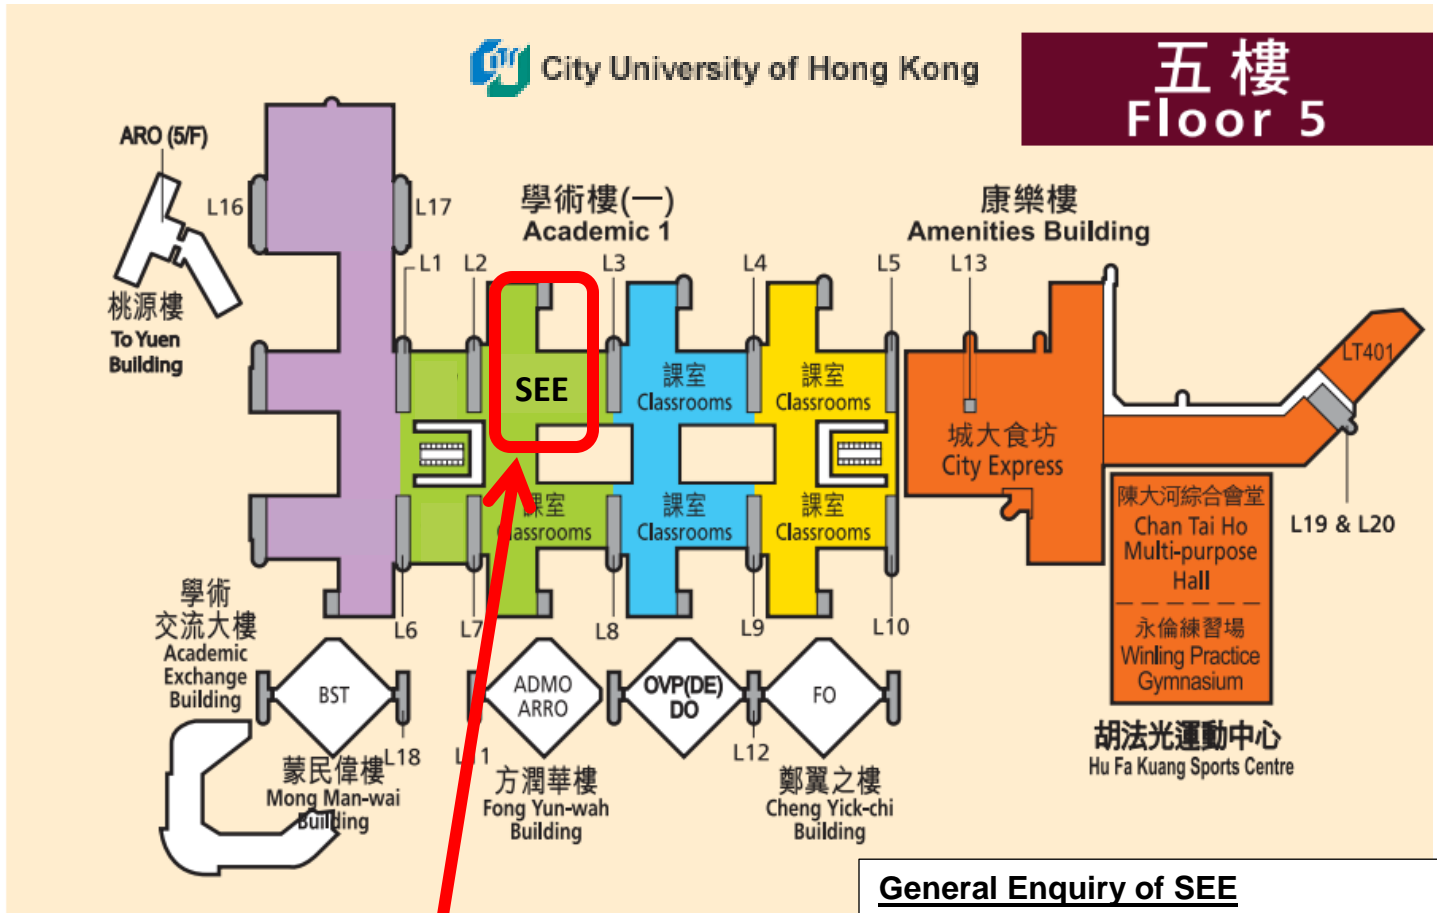 City University of Hong Kong
五樓
Floor 5
ARO (5/F)
L16
L17
學術樓(一)
Academic 1
康樂樓
Amenities Building
L1
L2
L3
L4
L5
L13
桃源樓
To Yuen
Building
SEE
課室
Classrooms
課室
Classrooms
LT401
城大食坊
City Express
課室
Classrooms
課室
Classrooms
課室
Classrooms
陳大河綜合會堂
Chan Tai Ho
Multi-purpose
Hall
L19 & L20
永倫練習場
Winling Practice
Gymnasium
學術
交流大樓
Academic
Exchange
Building
L6
L7
L8
L9
L10
BST
ADMO
ARRO
OVP(DE)
DO
FO
L18
L11
L12
蒙民偉樓
Mong Man-wai
Building
方潤華樓
Fong Yun-wah
Building
鄭翼之樓
Cheng Yick-chi
Building
胡法光運動中心
Hu Fa Kuang Sports Centre
General Enquiry of SEE